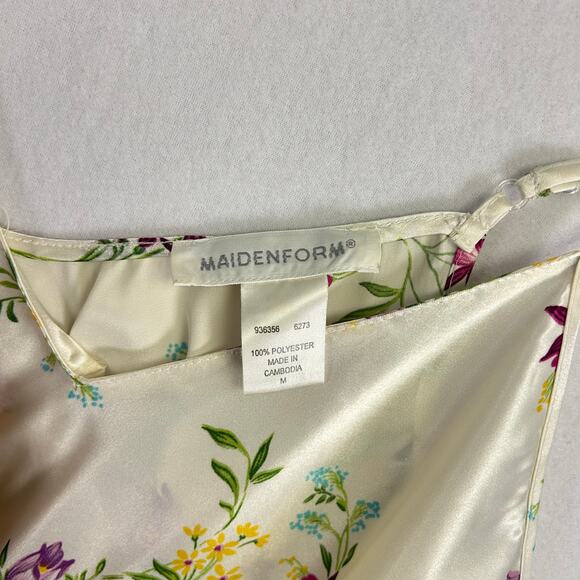 MAIDENFORM®
936356 6273
100% POLYESTER
MADE IN
CAMBODIA
M